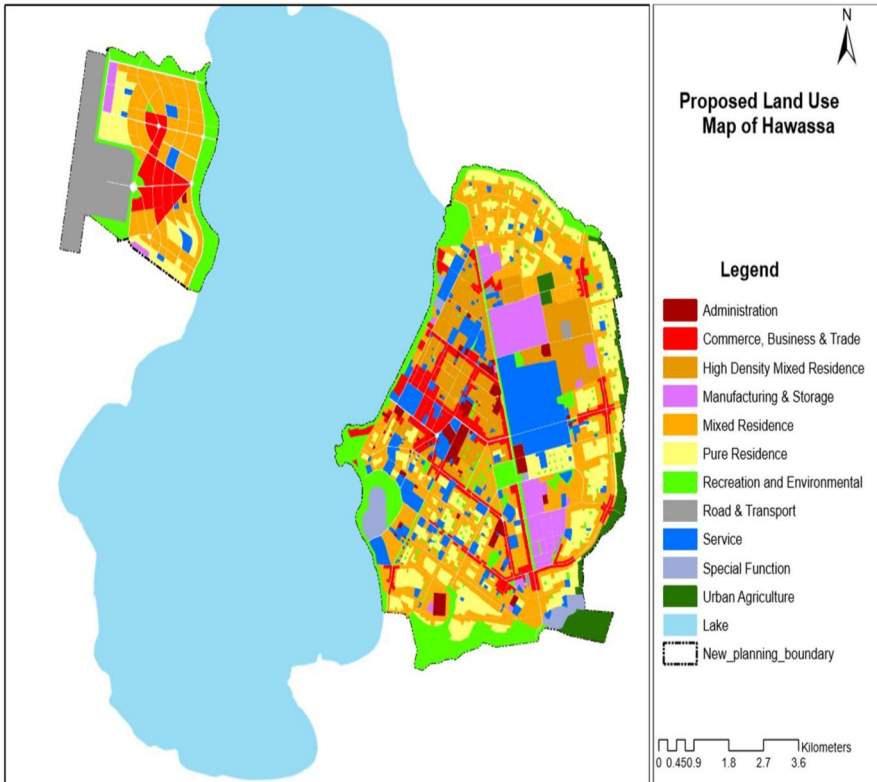 N
Proposed Land Use
Map of Hawassa
Legend
Administration
Commerce, Business & Trade
High Density Mixed Residence
Manufacturing & Storage
Mixed Residence
Pure Residence
Recreation and Environmental
Road & Transport
Service
Special Function
Urban Agriculture
Lake
New_planning_boundary
Kilometers
0 0.450.9 1.8 2.7 3.6